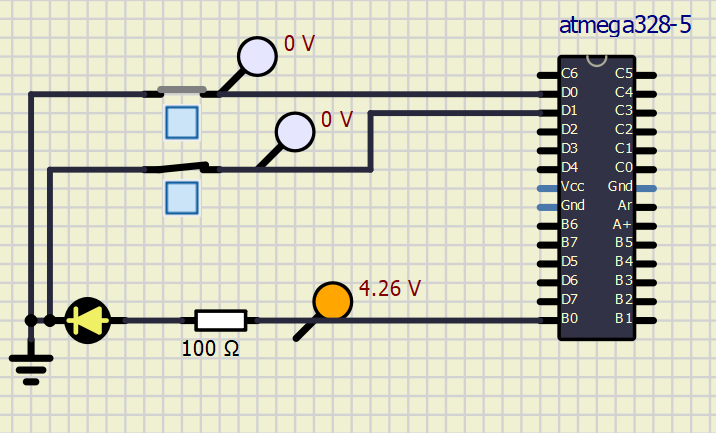 atmega328-5
0 V
C6 C5
D0 C4
0 V
D1 C3
D2 C2
D3 C1
D4 C0
Vcc Gnd
Gnd Ar
B6 A+
B7 B5
D5 B4
D6 B3
4.26 V
D7 B2
B0 B1
100 Ω